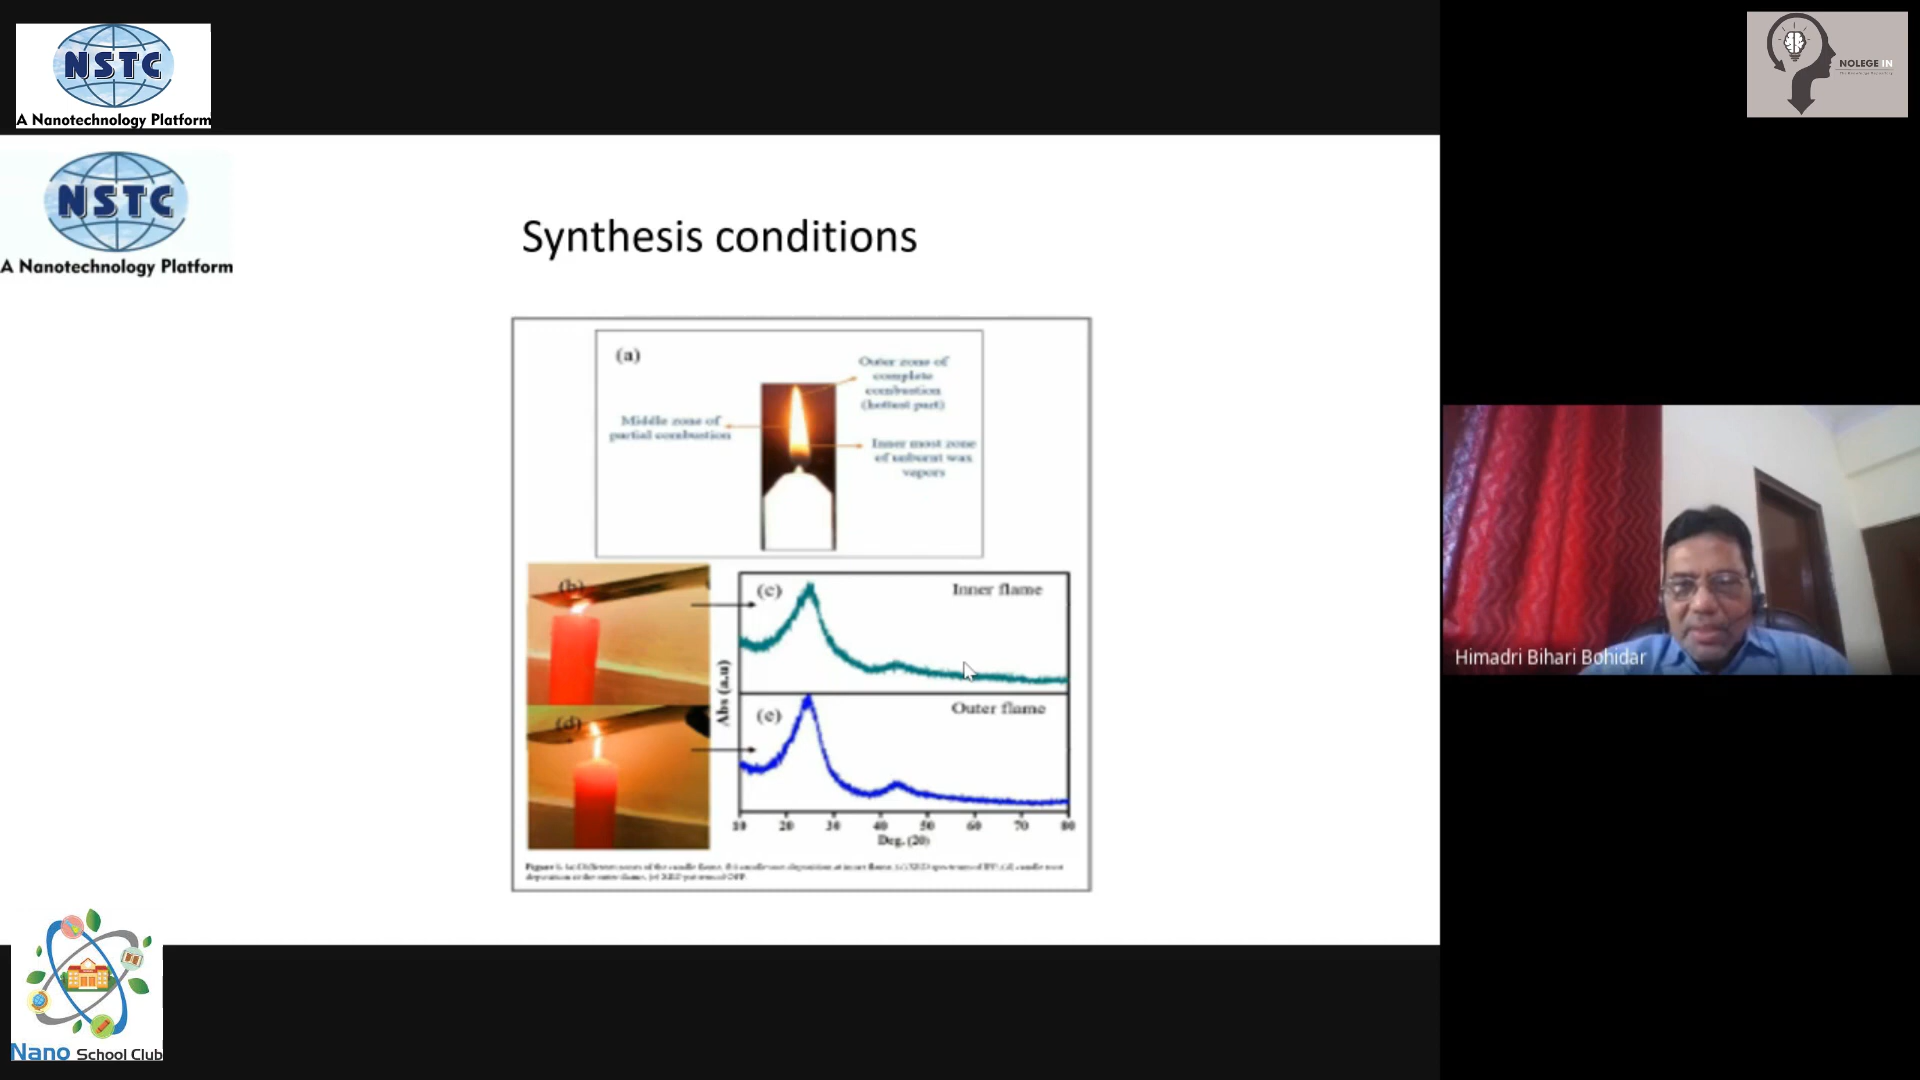 NSTC
A Nanotechnology Platform
NOLEGE IN
NSTC
A Nanotechnology Platform
Synthesis conditions
(a)
Outer zone of
complete
combustion
(hottest part)
Middle zone of
partial combustion
Inner most zone
of unburnt wax
vapors
(b)
(c)
Inner flame
(d)
(e)
Outer flame
Abs (a.u)
10 20 30 40 50 60 70 80
Deg. (2θ)
Himadri Bihari Bohidar
Nano School Club